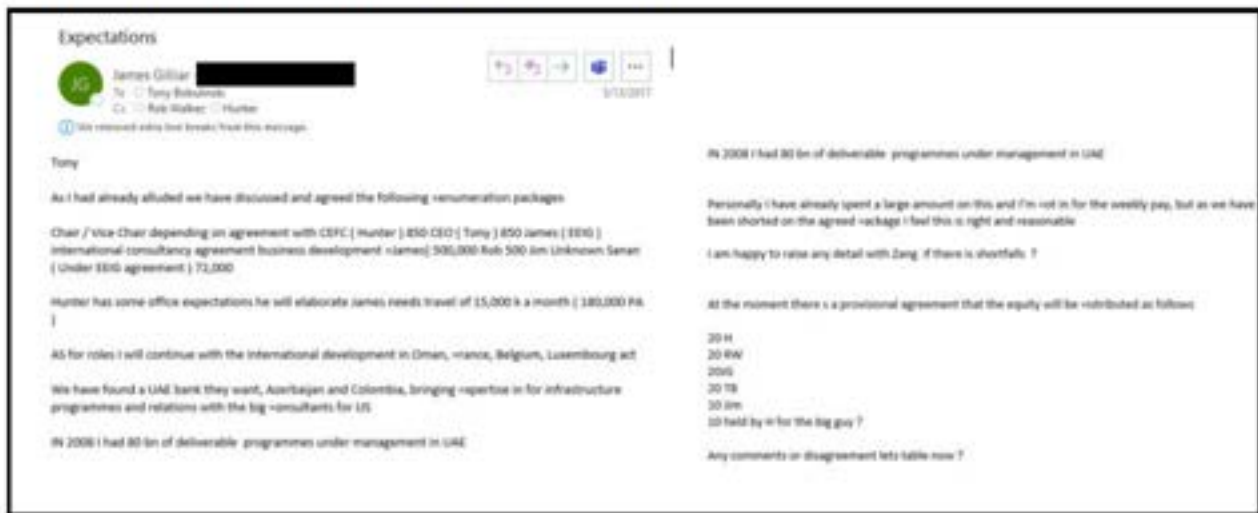 Expectations
JG
James Gilliar
To Tony Bobulinski
Cc Rob Walker; Hunter
5/13/2017
We removed extra line breaks from this message.
Tony
As I had already alluded we have discussed and agreed the following =enumeration packages
Chair / Vice Chair depending on agreement with CEFC [ Hunter ] 850 CEO [ Tony ] 850 James [ EEIG ]
international consultancy agreement business development =James[ 500,000 Rob 500 Jim Unknown Senan
[ Under EEIG agreement ] 72,000
Hunter has some office expectations he will elaborate James needs travel of 15,000 k a month [ 180,000 PA
]
AS for roles I will continue with the International development in Oman, =rance, Belgium, Luxembourg act
We have found a UAE bank they want, Azerbaijan and Colombia, bringing =xpertise in for infrastructure
programmes and relations with the big =onsultants for US
IN 2008 I had 80 bn of deliverable programmes under management in UAE
IN 2008 I had 80 bn of deliverable programmes under management in UAE
Personally I have already spent a large amount on this and I'm =ot in for the weekly pay, but as we have
been shorted on the agreed =ackage I feel this is right and reasonable
I am happy to raise any detail with Zang if there is shortfalls ?
At the moment there s a provisional agreement that the equity will be =istributed as follows
20 H
20 RW
20JG
20 TB
10 Jim
10 held by H for the big guy ?
Any comments or disagreement lets table now ?